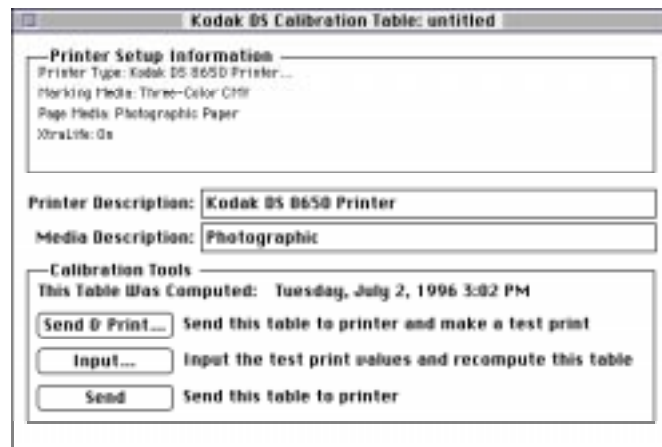 Kodak DS Calibration Table: untitled
Printer Setup Information
Printer Type: Kodak DS 8650 Printer...
Marking Media: Three-Color CMY
Page Media: Photographic Paper
XtraLife: On
Printer Description: Kodak DS 8650 Printer
Media Description: Photographic
Calibration Tools
This Table Was Computed: Tuesday, July 2, 1996 3:02 PM
Send & Print... Send this table to printer and make a test print
Input... Input the test print values and recompute this table
Send Send this table to printer